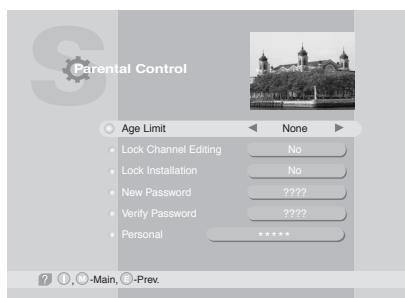 S
Parental Control
Age Limit ◀ None ▶
Lock Channel Editing No
Lock Installation No
New Password ????
Verify Password ????
Personal *****
? Ⓘ, Ⓜ-Main, Ⓔ-Prev.